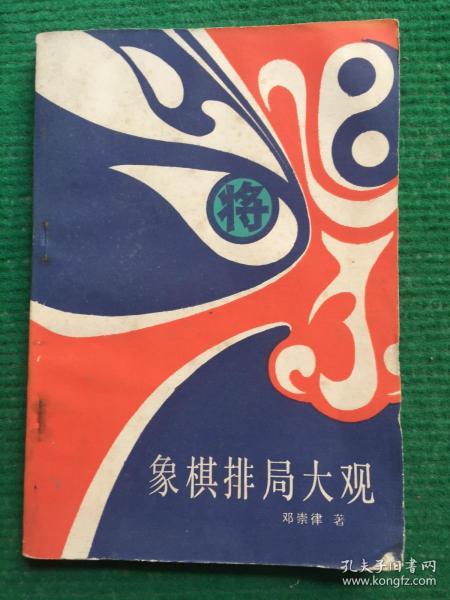 将
象棋排局大观
邓崇律 著
孔夫子旧书网
www.kongfz.com